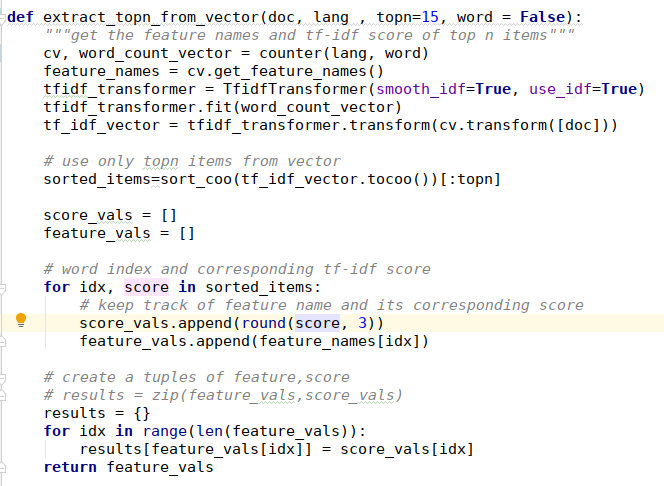 def extract_topn_from_vector(doc, lang , topn=15, word = False):
    """get the feature names and tf-idf score of top n items"""
    cv, word_count_vector = counter(lang, word)
    feature_names = cv.get_feature_names()
    tfidf_transformer = TfidfTransformer(smooth_idf=True, use_idf=True)
    tfidf_transformer.fit(word_count_vector)
    tf_idf_vector = tfidf_transformer.transform(cv.transform([doc]))

    # use only topn items from vector
    sorted_items=sort_coo(tf_idf_vector.tocoo())[:topn]

    score_vals = []
    feature_vals = []

    # word index and corresponding tf-idf score
    for idx, score in sorted_items:
        # keep track of feature name and its corresponding score
        score_vals.append(round(score, 3))
        feature_vals.append(feature_names[idx])

    # create a tuples of feature,score
    # results = zip(feature_vals,score_vals)
    results = {}
    for idx in range(len(feature_vals)):
        results[feature_vals[idx]] = score_vals[idx]
    return feature_vals